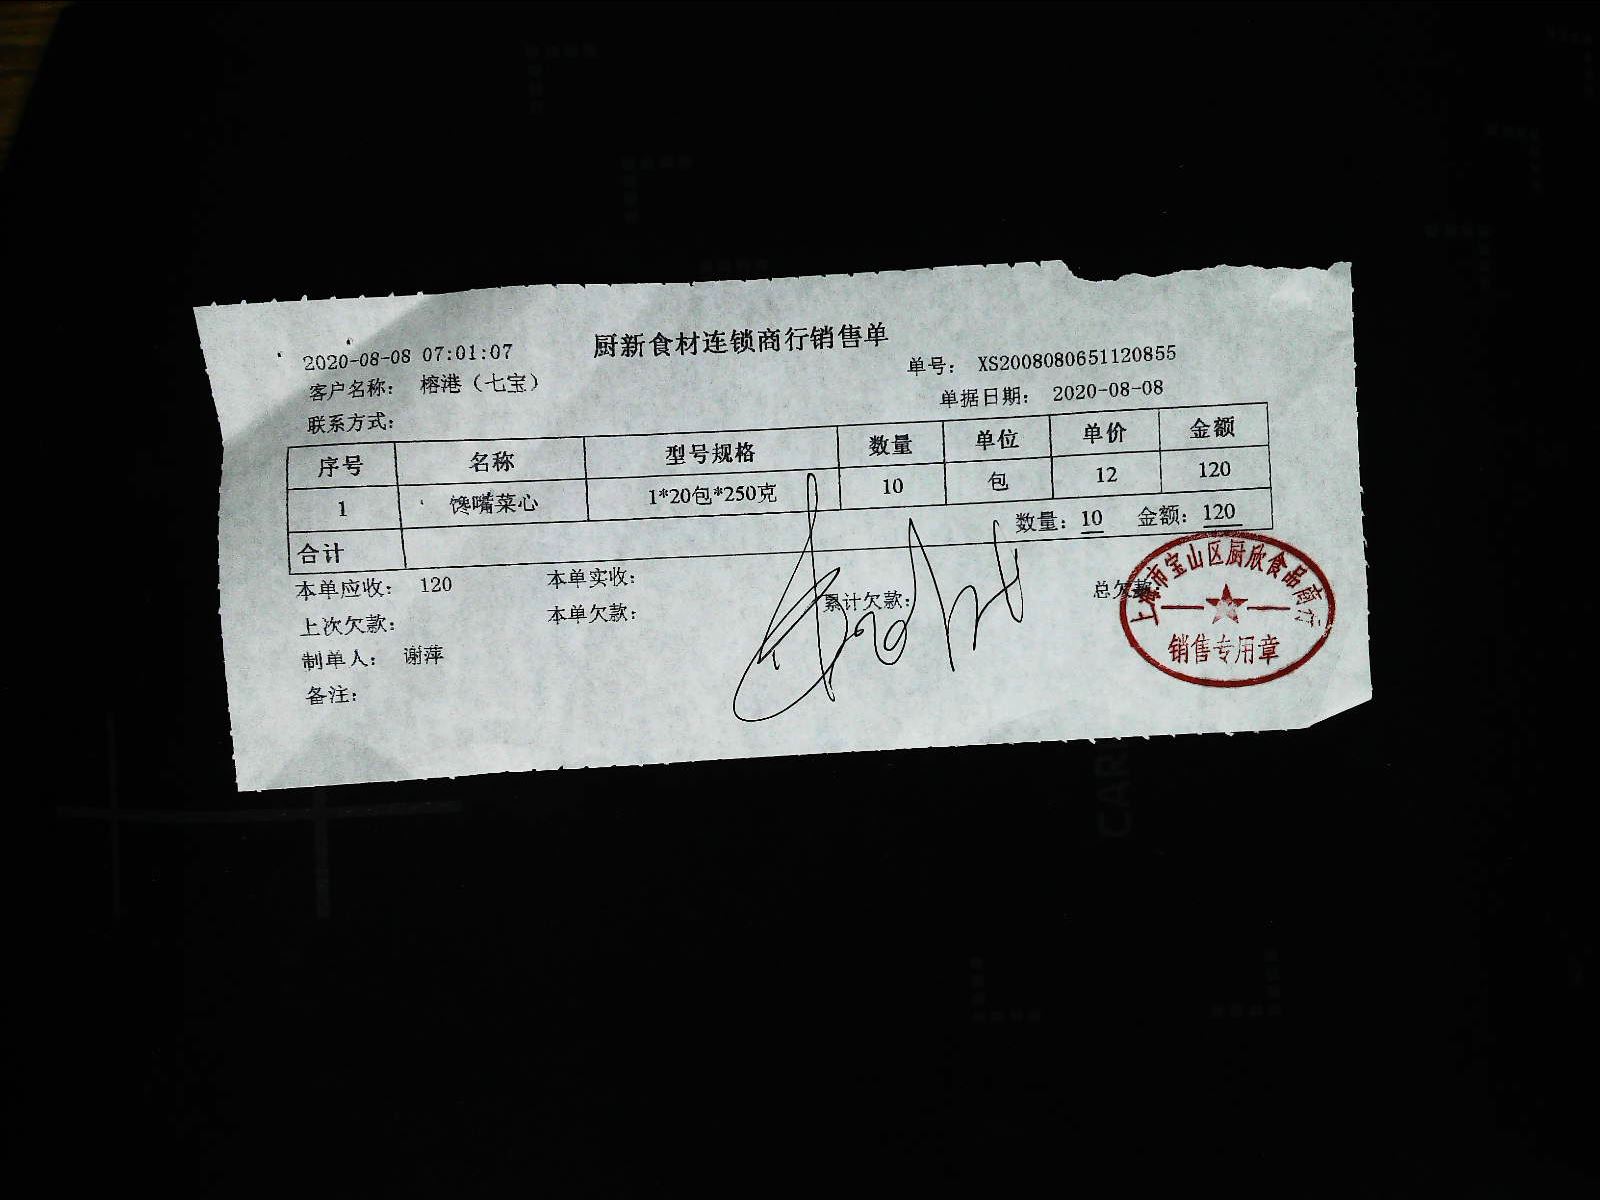 厨新食材连锁商行销售单
2020-08-08 07:01:07
单号: XS2008080651120855
客户名称: 榕港（七宝）
单据日期: 2020-08-08
联系方式:
序号 名称 型号规格 数量 单位 单价 金额
1 馋嘴菜心 1*20包*250克 10 包 12 120
合计 数量: 10 金额: 120
本单应收: 120 本单实收: 累计欠款: 总欠款
上次欠款: 本单欠款:
制单人: 谢萍
备注:
上海市宝山区厨欣食品商行
销售专用章